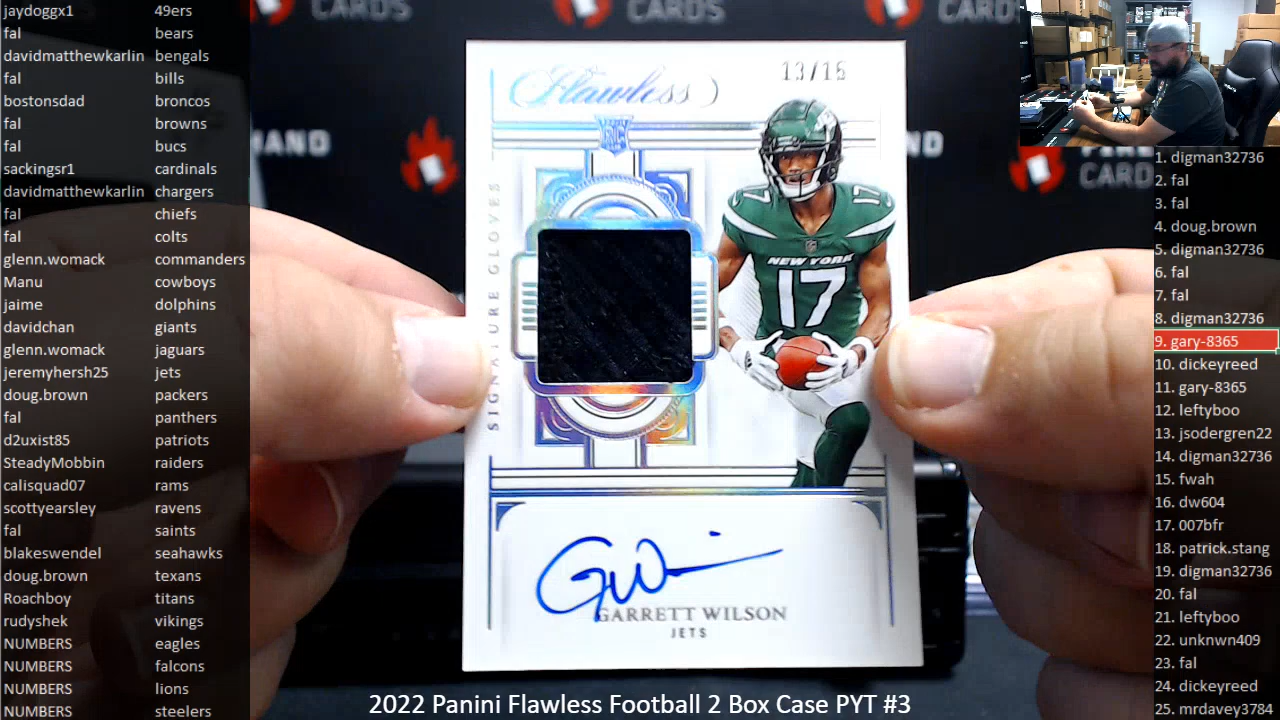 jaydoggx1 49ers
fal bears
davidmatthewkarlin bengals
fal bills
bostonsdad broncos
fal browns
fal bucs
sackingsr1 cardinals
davidmatthewkarlin chargers
fal chiefs
fal colts
glenn.womack commanders
Manu cowboys
jaime dolphins
davidchan giants
glenn.womack jaguars
jeremyhersh25 jets
doug.brown packers
fal panthers
d2uxist85 patriots
SteadyMobbin raiders
calisquad07 rams
scottyearsley ravens
fal saints
blakeswendel seahawks
doug.brown texans
Roachboy titans
rudyshek vikings
NUMBERS eagles
NUMBERS falcons
NUMBERS lions
NUMBERS steelers
CARDS
CARDS
CARDS
CARDS
Flawless
13/15
RC
SIGNATURE GLOVES
17
NEW YORK
17
GARRETT WILSON
JETS
2022 Panini Flawless Football 2 Box Case PYT #3
1. digman32736
2. fal
3. fal
4. doug.brown
5. digman32736
6. fal
7. fal
8. digman32736
9. gary-8365
10. dickeyreed
11. gary-8365
12. leftyboo
13. jsodergren22
14. digman32736
15. fwah
16. dw604
17. 007bfr
18. patrick.stang
19. digman32736
20. fal
21. leftyboo
22. unknwn409
23. fal
24. dickeyreed
25. mrdavey3784